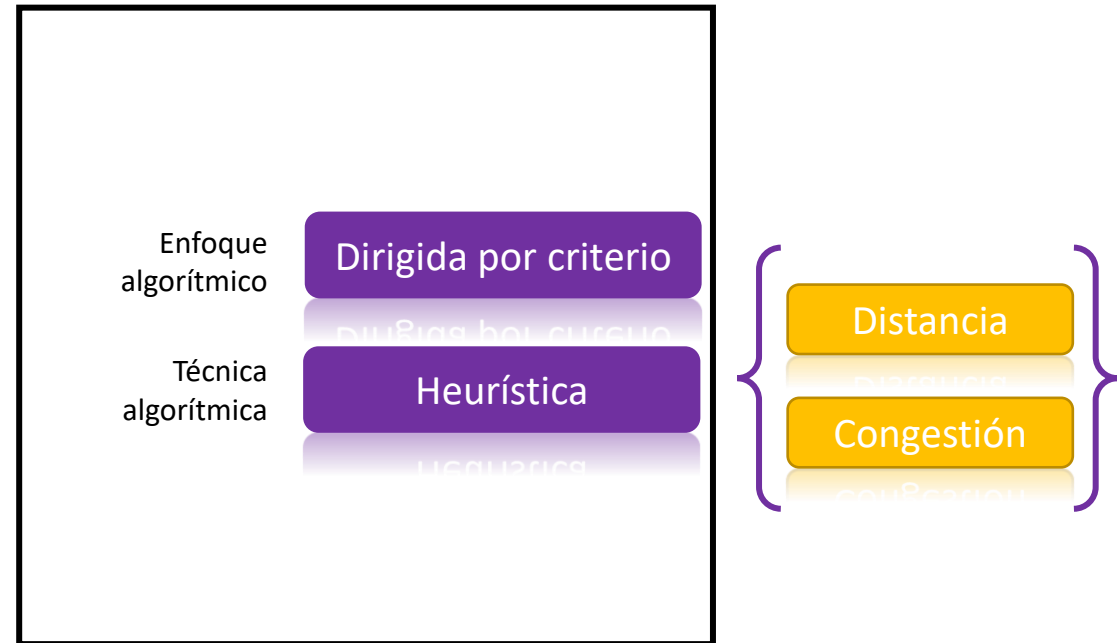 Enfoque
algorítmico
Dirigida por criterio
Técnica
algorítmica
Heurística
Distancia
Congestión